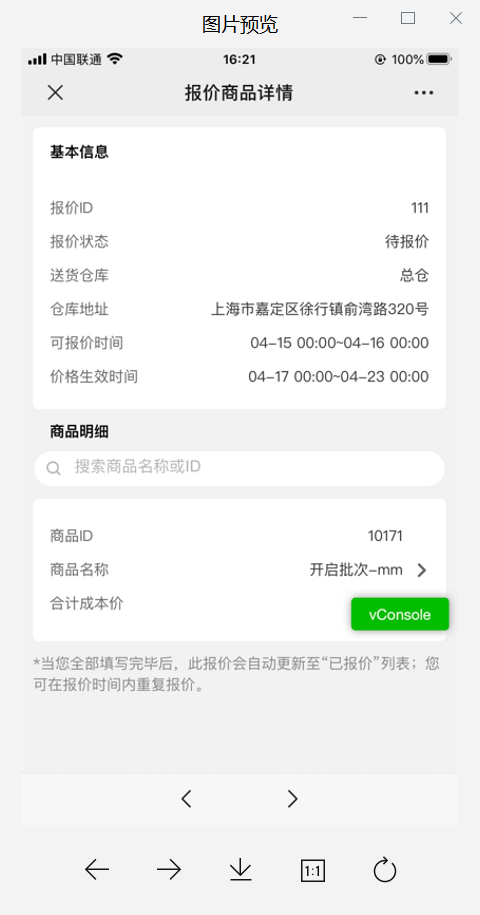 图片预览
中国联通 16:21 100%
报价商品详情
基本信息
报价ID 111
报价状态 待报价
送货仓库 总仓
仓库地址 上海市嘉定区徐行镇俞湾路320号
可报价时间 04-15 00:00~04-16 00:00
价格生效时间 04-17 00:00~04-23 00:00
商品明细
搜索商品名称或ID
商品ID 10171
商品名称 开启批次-mm
合计成本价
vConsole
*当您全部填写完毕后，此报价会自动更新至“已报价”列表；您
可在报价时间内重复报价。
1:1